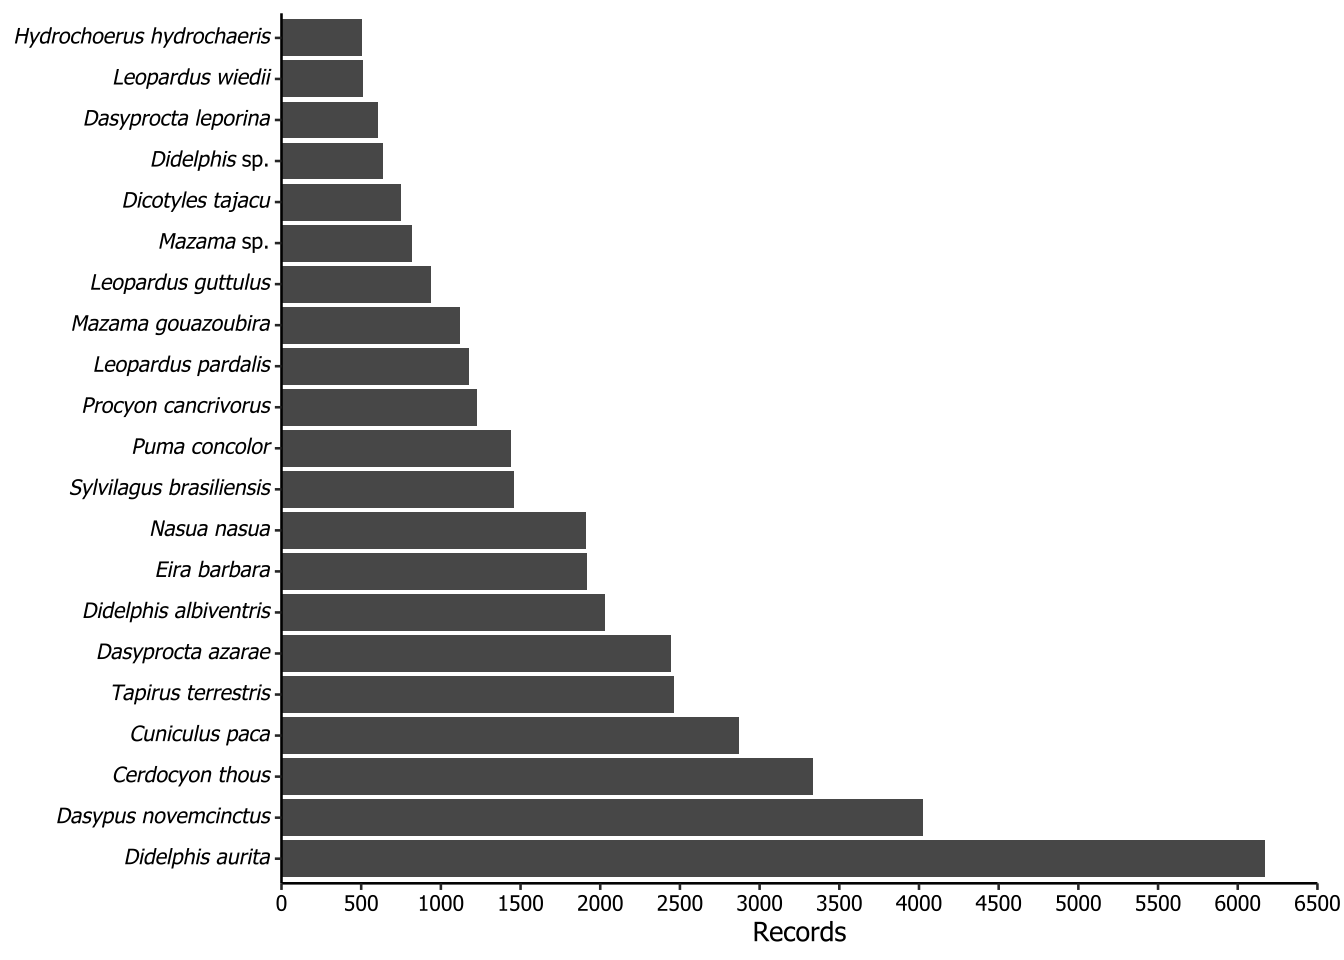 Hydrochoerus hydrochaeris
Leopardus wiedii
Dasyprocta leporina
Didelphis sp.
Dicotyles tajacu
Mazama sp.
Leopardus guttulus
Mazama gouazoubira
Leopardus pardalis
Procyon cancrivorus
Puma concolor
Sylvilagus brasiliensis
Nasua nasua
Eira barbara
Didelphis albiventris
Dasyprocta azarae
Tapirus terrestris
Cuniculus paca
Cerdocyon thous
Dasypus novemcinctus
Didelphis aurita
0 500 1000 1500 2000 2500 3000 3500 4000 4500 5000 5500 6000 6500
Records